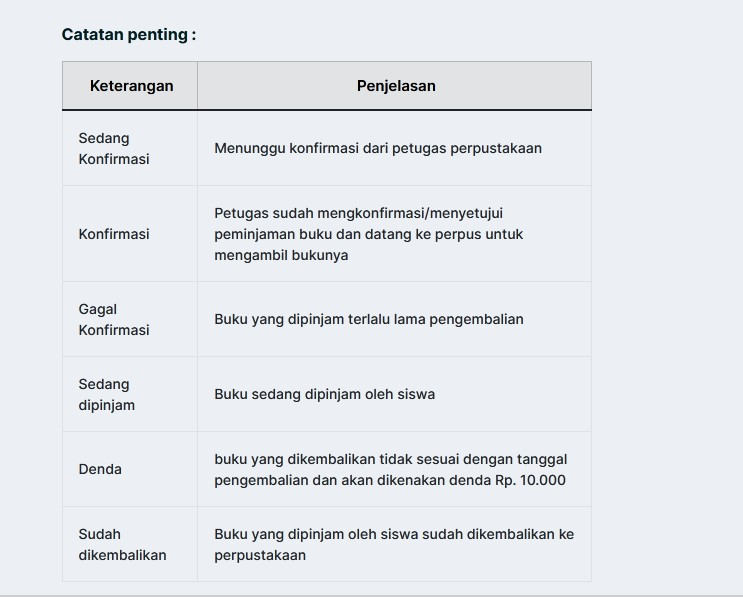 Catatan penting :
Keterangan
Penjelasan
Sedang
Konfirmasi
Menunggu konfirmasi dari petugas perpustakaan
Konfirmasi
Petugas sudah mengkonfirmasi/menyetujui
peminjaman buku dan datang ke perpus untuk
mengambil bukunya
Gagal
Konfirmasi
Buku yang dipinjam terlalu lama pengembalian
Sedang
dipinjam
Buku sedang dipinjam oleh siswa
Denda
buku yang dikembalikan tidak sesuai dengan tanggal
pengembalian dan akan dikenakan denda Rp. 10.000
Sudah
dikembalikan
Buku yang dipinjam oleh siswa sudah dikembalikan ke
perpustakaan